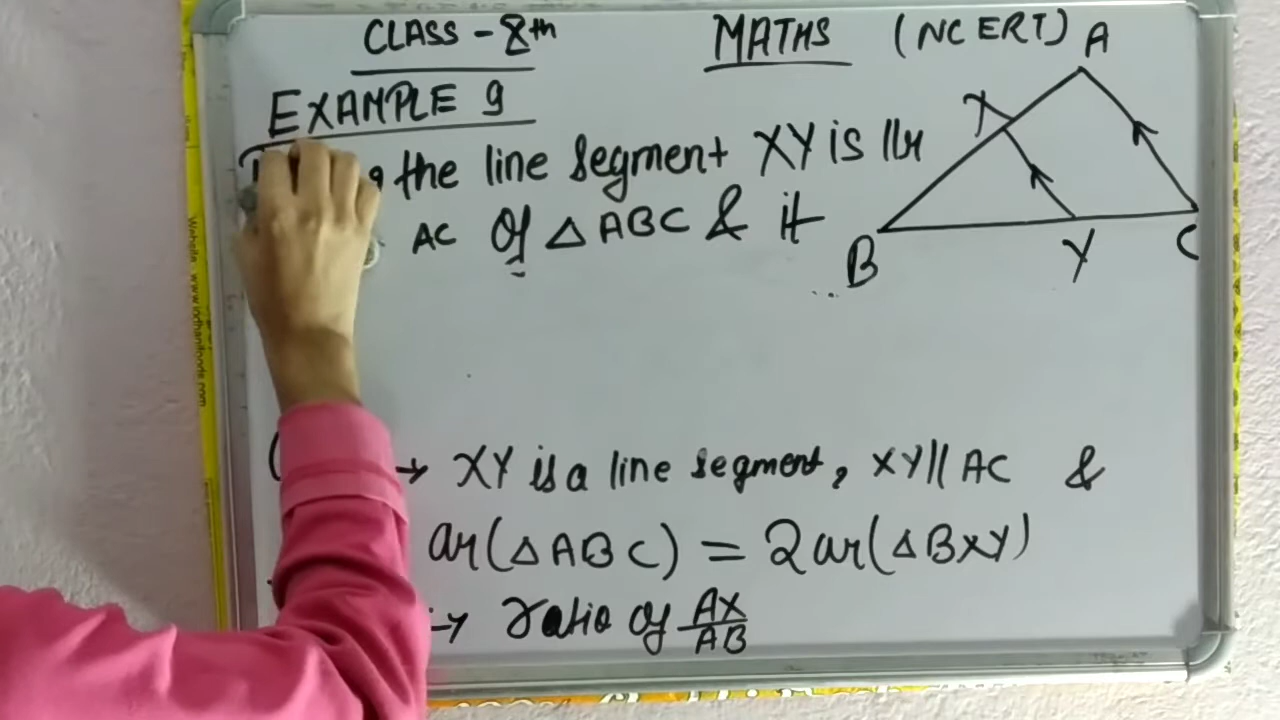 CLASS - 8th
MATHS (NCERT)
EXAMPLE 9
the line segment XY is ||lr
AC of △ABC & it
A
X
B
Y
C
→ XY is a line segment, XY||AC &
ar(△ABC) = 2ar(△BXY)
→ ratio of AX/AB